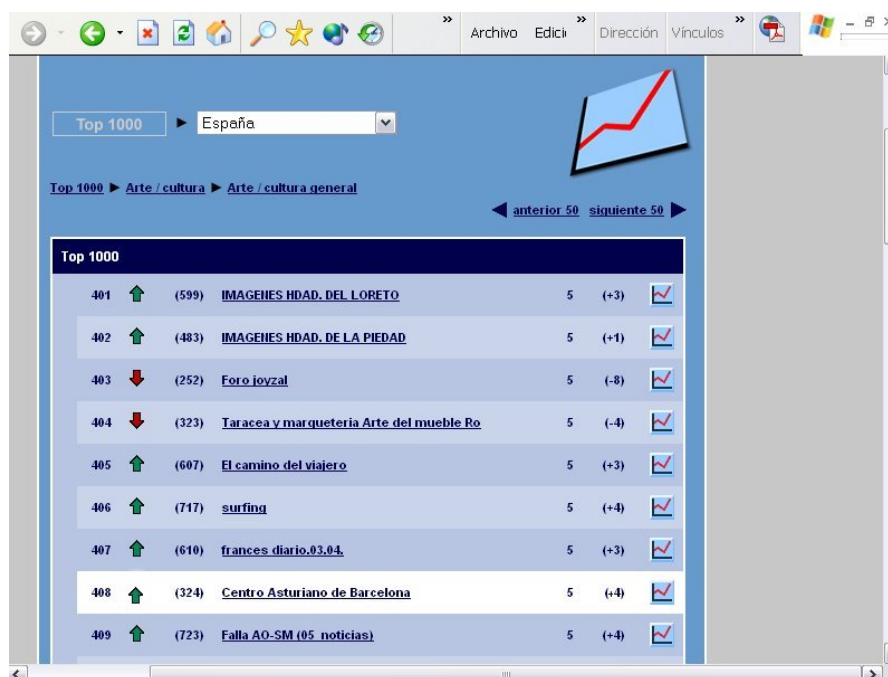 » Archivo Edici » Dirección Vínculos »
Top 1000 España
Top 1000 Arte / cultura Arte / cultura general
anterior 50 siguiente 50
Top 1000
401 (599) IMAGENES HDAD. DEL LORETO 5 (+3)
402 (483) IMAGENES HDAD. DE LA PIEDAD 5 (+1)
403 (252) Foro joyzal 5 (-8)
404 (323) Taracea y marqueteria Arte del mueble Ro 5 (-4)
405 (607) El camino del viajero 5 (+3)
406 (717) surfing 5 (+4)
407 (610) frances diario.03.04. 5 (+3)
408 (324) Centro Asturiano de Barcelona 5 (+4)
409 (723) Falla AO-SM (05_noticias) 5 (+4)